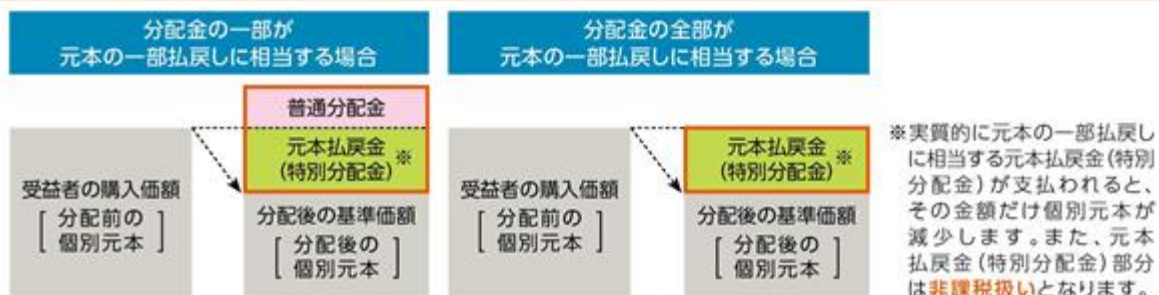 分配金の一部が
元本の一部払戻しに相当する場合
普通分配金
元本払戻金
(特別分配金) ※
受益者の購入価額
[ 分配前の
個別元本 ]
分配後の基準価額
[ 分配後の
個別元本 ]
分配金の全部が
元本の一部払戻しに相当する場合
元本払戻金
(特別分配金) ※
受益者の購入価額
[ 分配前の
個別元本 ]
分配後の基準価額
[ 分配後の
個別元本 ]
※実質的に元本の一部払戻し
に相当する元本払戻金(特別
分配金)が支払われると、
その金額だけ個別元本が
減少します。また、元本
払戻金(特別分配金)部分
は非課税扱いとなります。